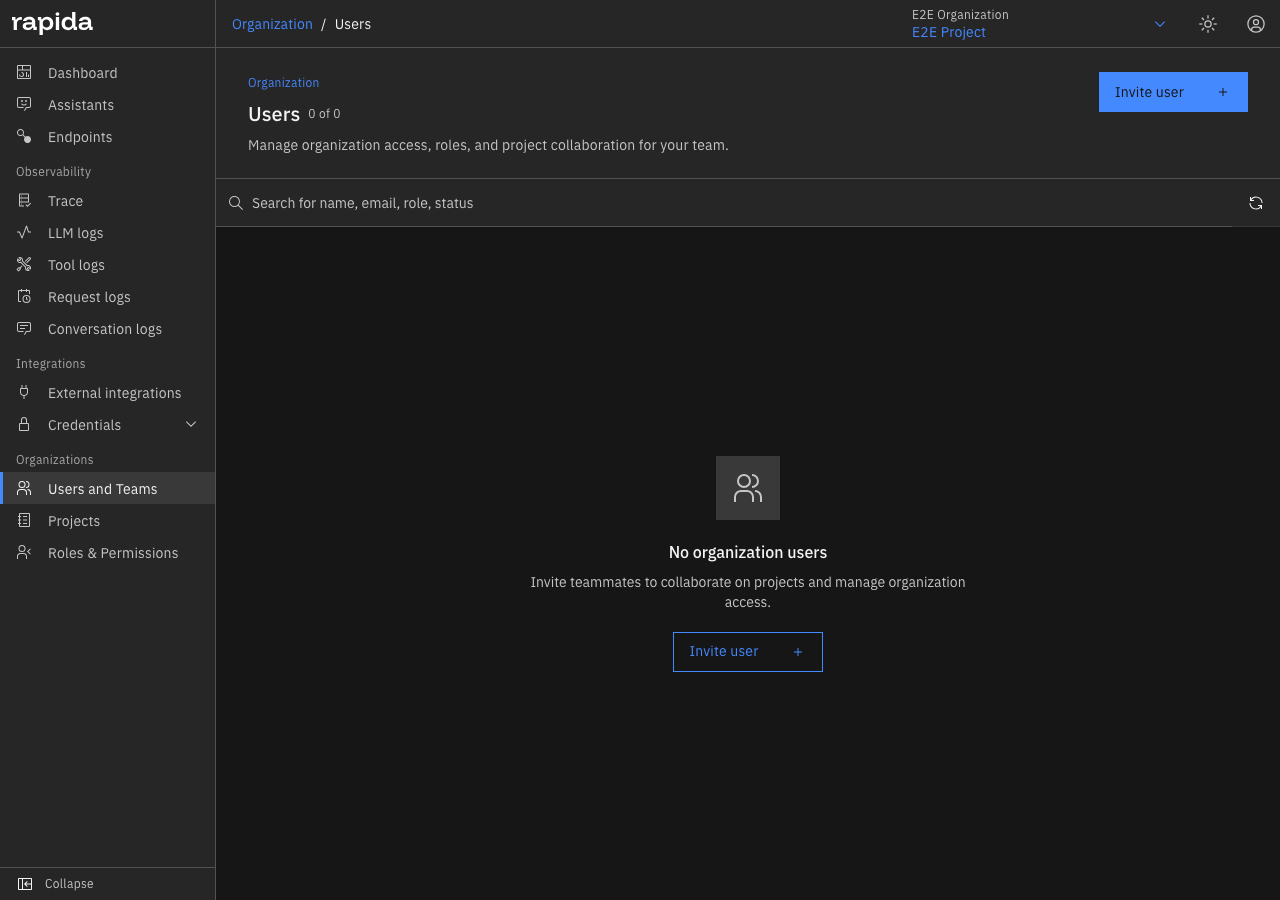 rapida
Organization / Users
E2E Organization
E2E Project
Dashboard
Assistants
Endpoints
Observability
Trace
LLM logs
Tool logs
Request logs
Conversation logs
Integrations
External integrations
Credentials
Organizations
Users and Teams
Projects
Roles & Permissions
Collapse
Organization
Users 0 of 0
Manage organization access, roles, and project collaboration for your team.
Invite user
Search for name, email, role, status
No organization users
Invite teammates to collaborate on projects and manage organization
access.
Invite user